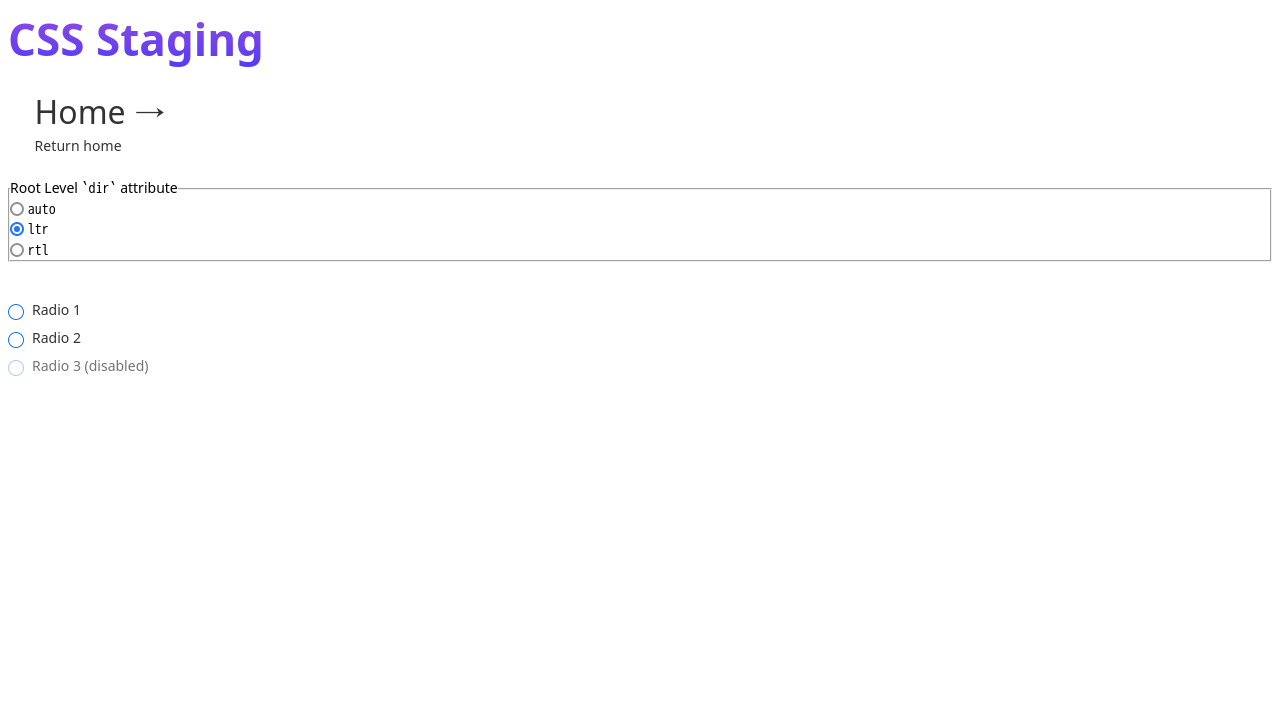 CSS Staging
Home →
Return home
Root Level `dir` attribute
auto
ltr
rtl
Radio 1
Radio 2
Radio 3 (disabled)